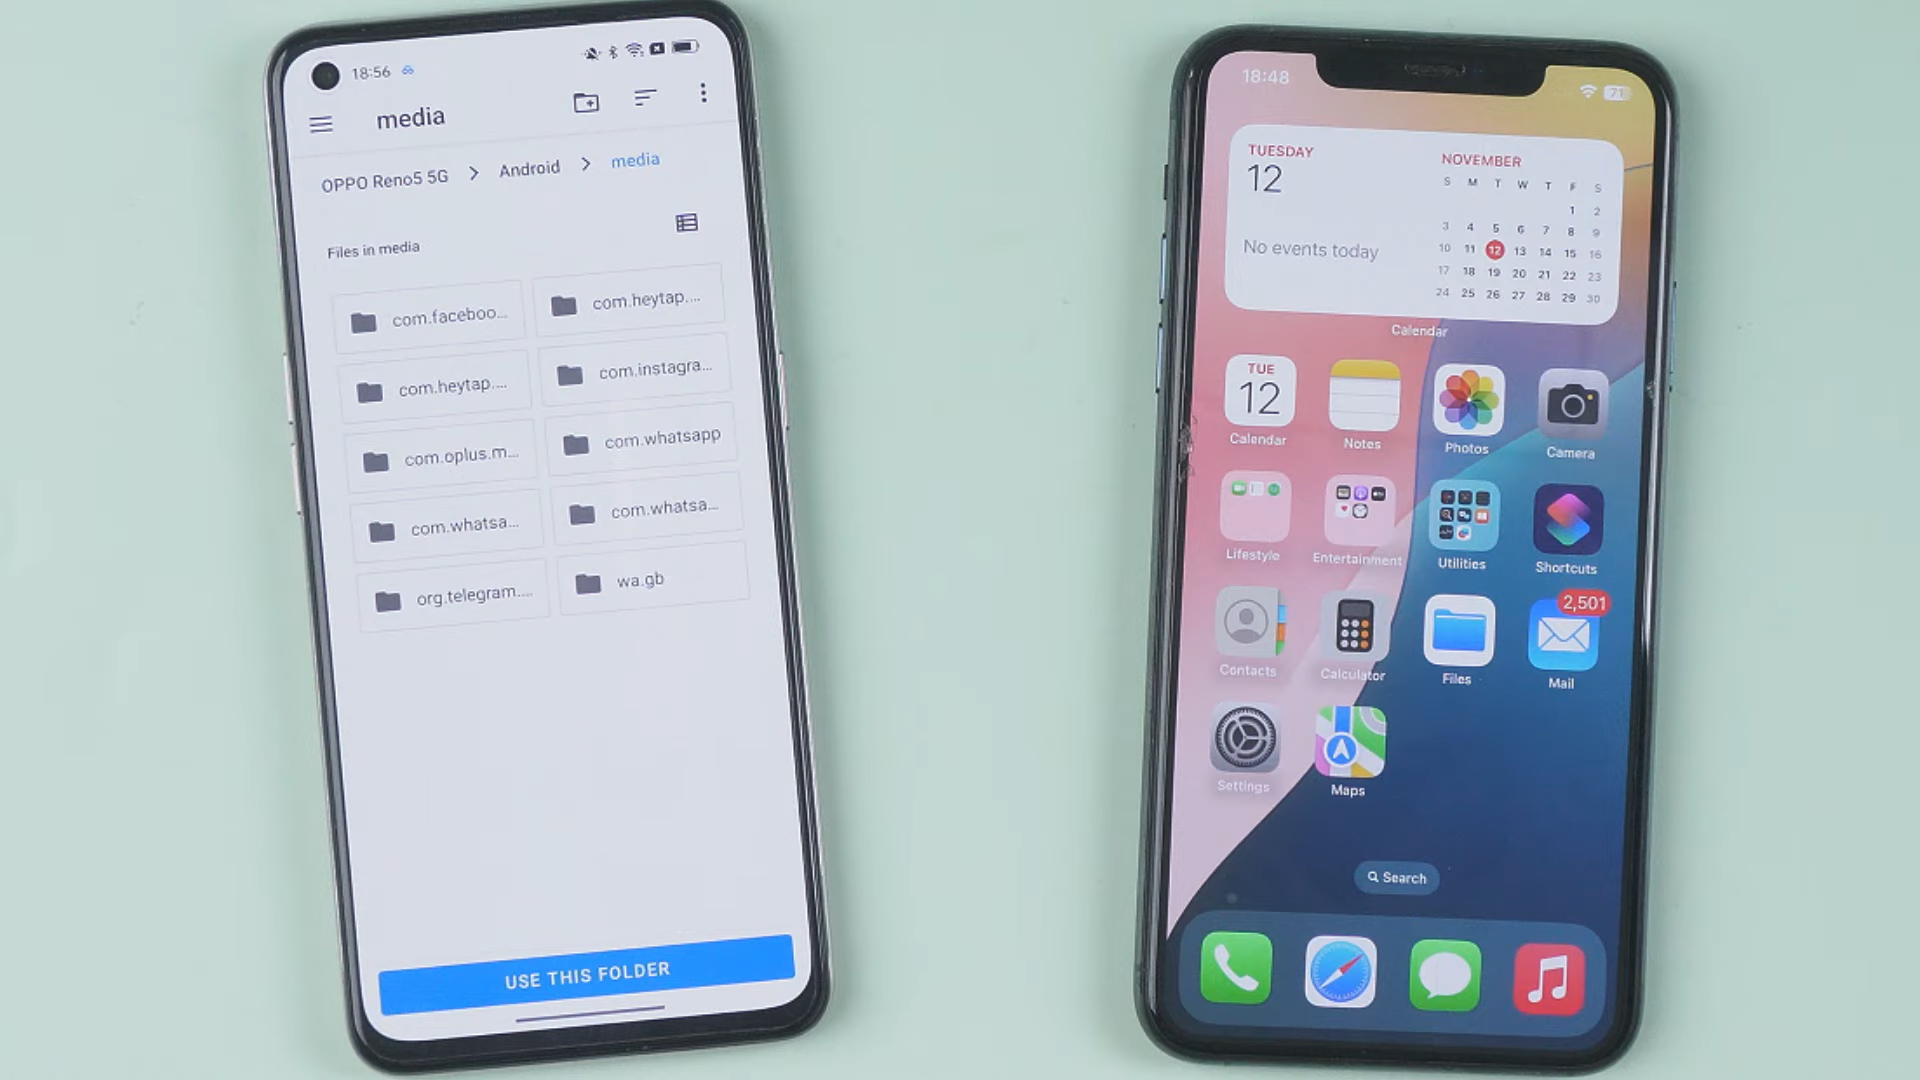 18:56
media
OPPO Reno5 5G > Android > media
Files in media
com.faceboo...
com.heytap....
com.heytap....
com.instagra...
com.oplus.m...
com.whatsapp
com.whatsa...
com.whatsa...
org.telegram....
wa.gb
USE THIS FOLDER
18:48
71
TUESDAY
12
No events today
NOVEMBER
S M T W T F S
1 2
3 4 5 6 7 8 9
10 11 12 13 14 15 16
17 18 19 20 21 22 23
24 25 26 27 28 29 30
Calendar
TUE
12
Calendar
Notes
Photos
Camera
Lifestyle
Entertainment
Utilities
Shortcuts
2,501
Contacts
Calculator
Files
Mail
Settings
Maps
Search